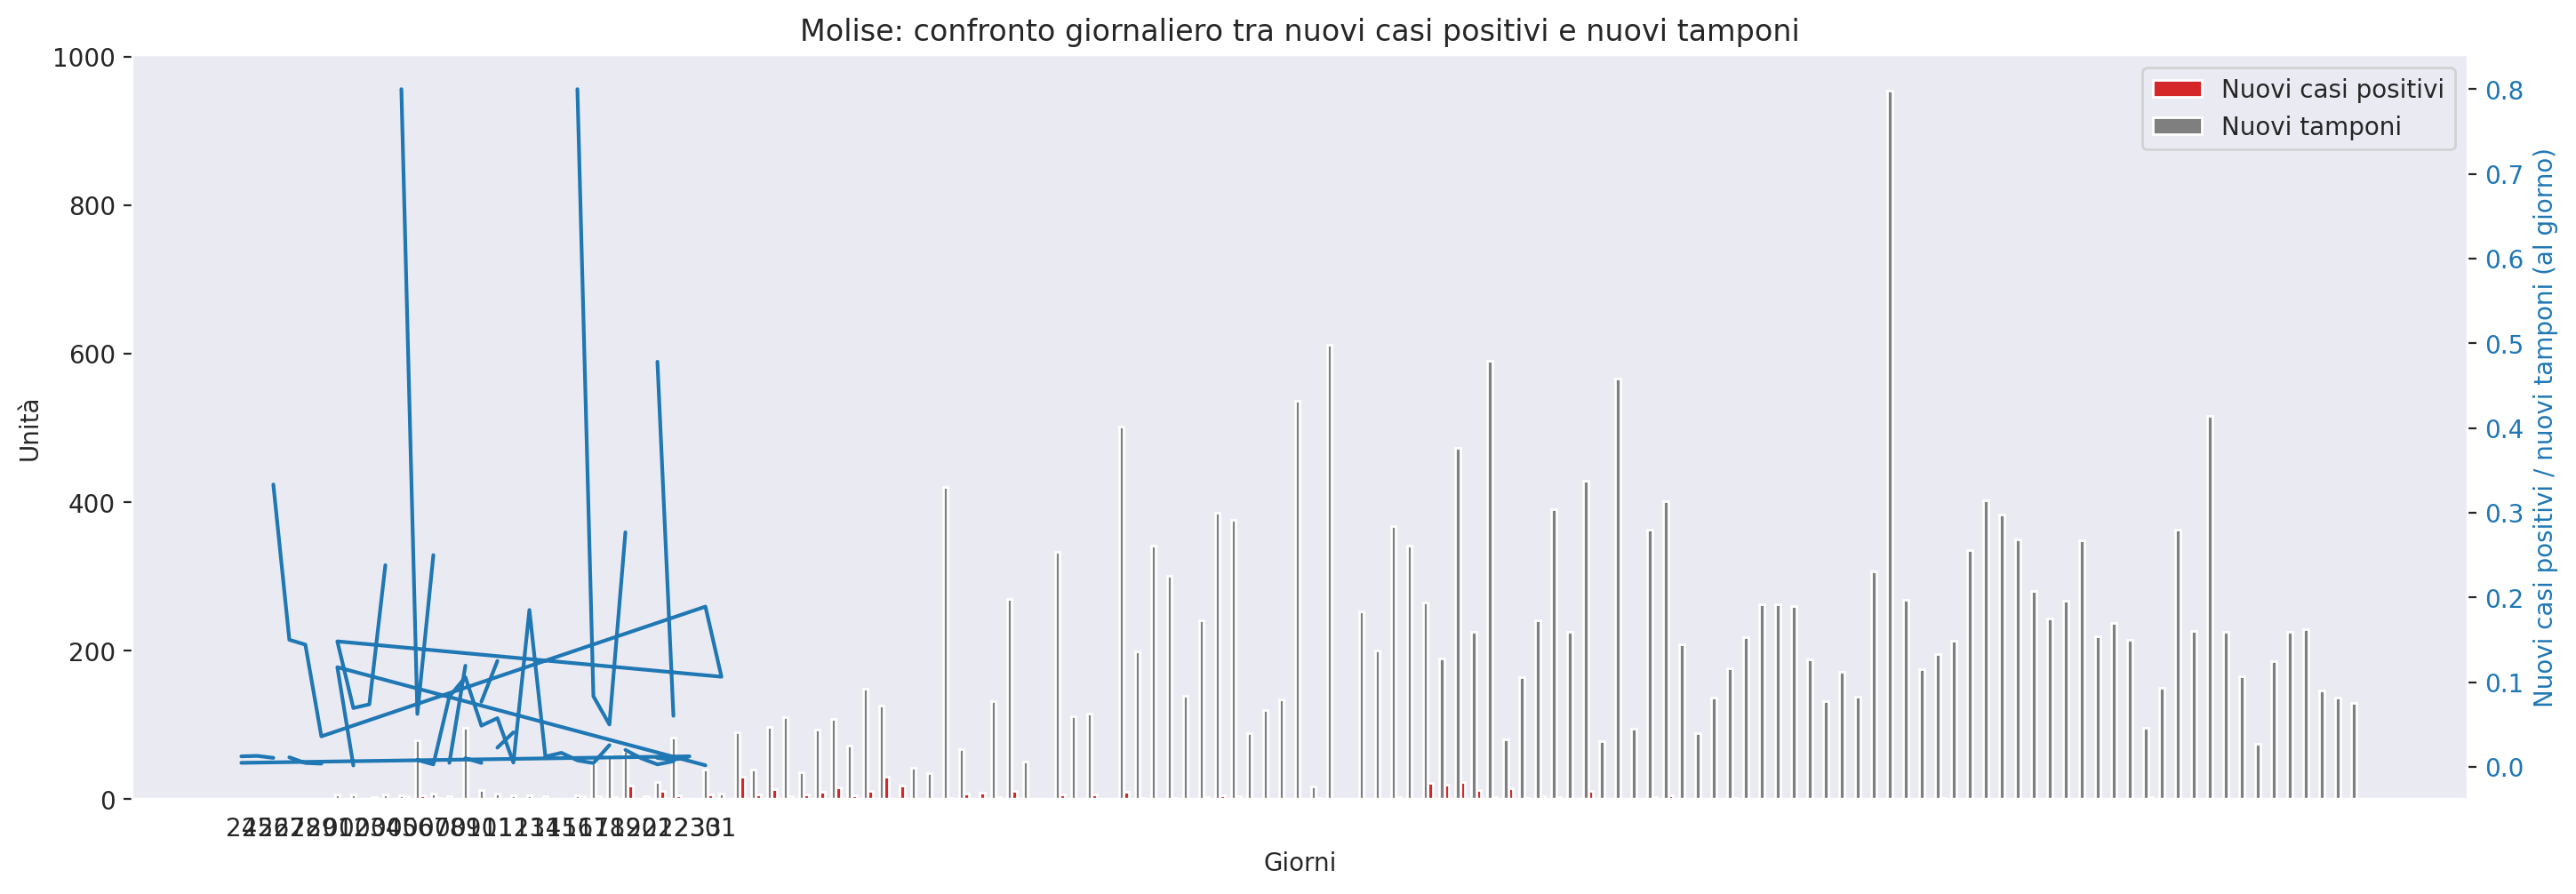 Molise: confronto giornaliero tra nuovi casi positivi e nuovi tamponi
1000
800
600
400
200
0
Unità
Nuovi casi positivi
Nuovi tamponi
0.8
0.7
0.6
0.5
0.4
0.3
0.2
0.1
0.0
Nuovi casi positivi / nuovi tamponi (al giorno)
Giorni